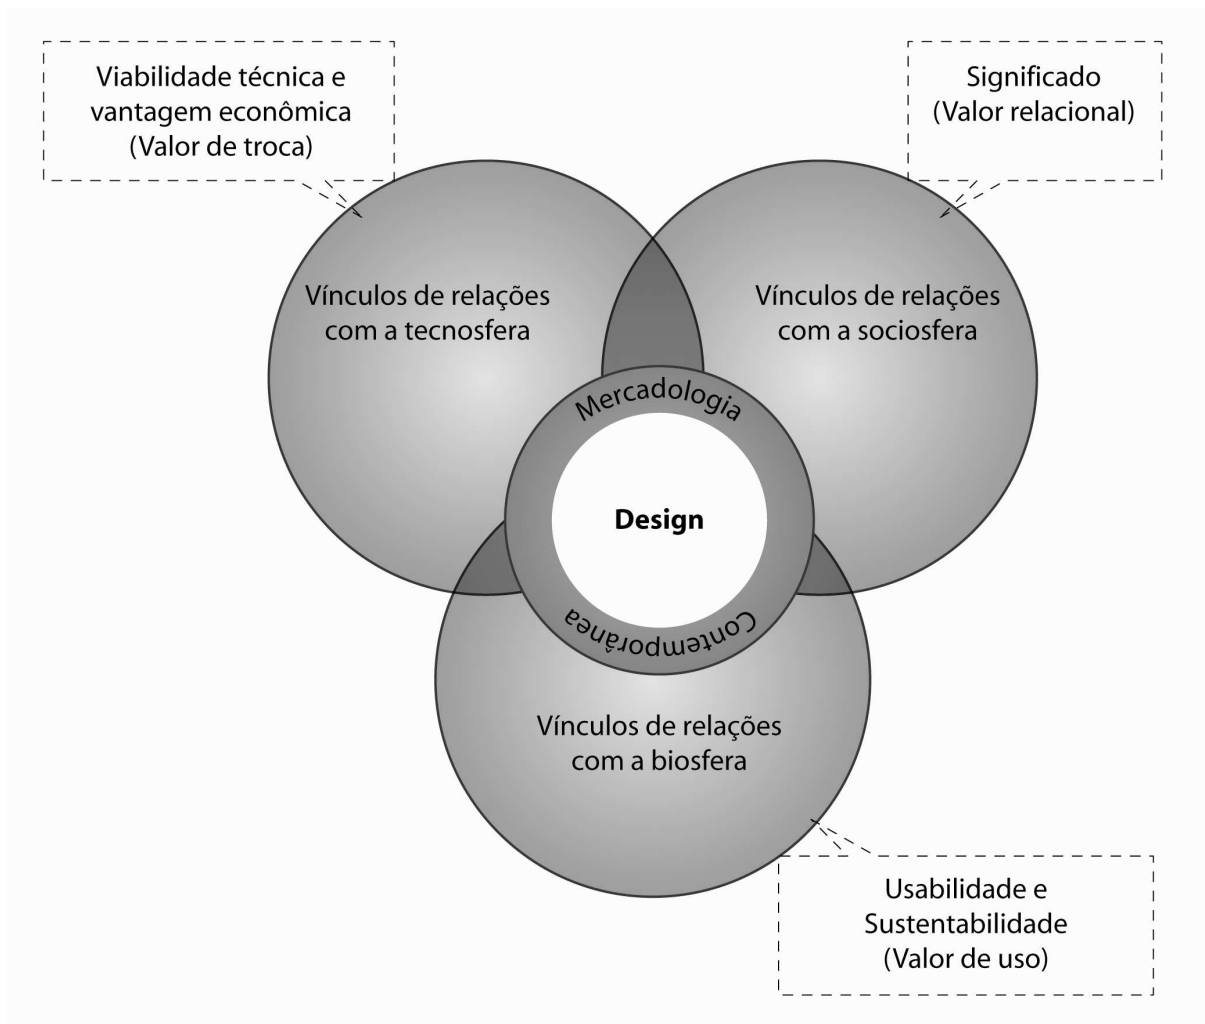 Viabilidade técnica e
vantagem econômica
(Valor de troca)
Significado
(Valor relacional)
Vínculos de relações
com a tecnosfera
Vínculos de relações
com a sociosfera
Mercadologia
Design
Contemporânea
Vínculos de relações
com a biosfera
Usabilidade e
Sustentabilidade
(Valor de uso)